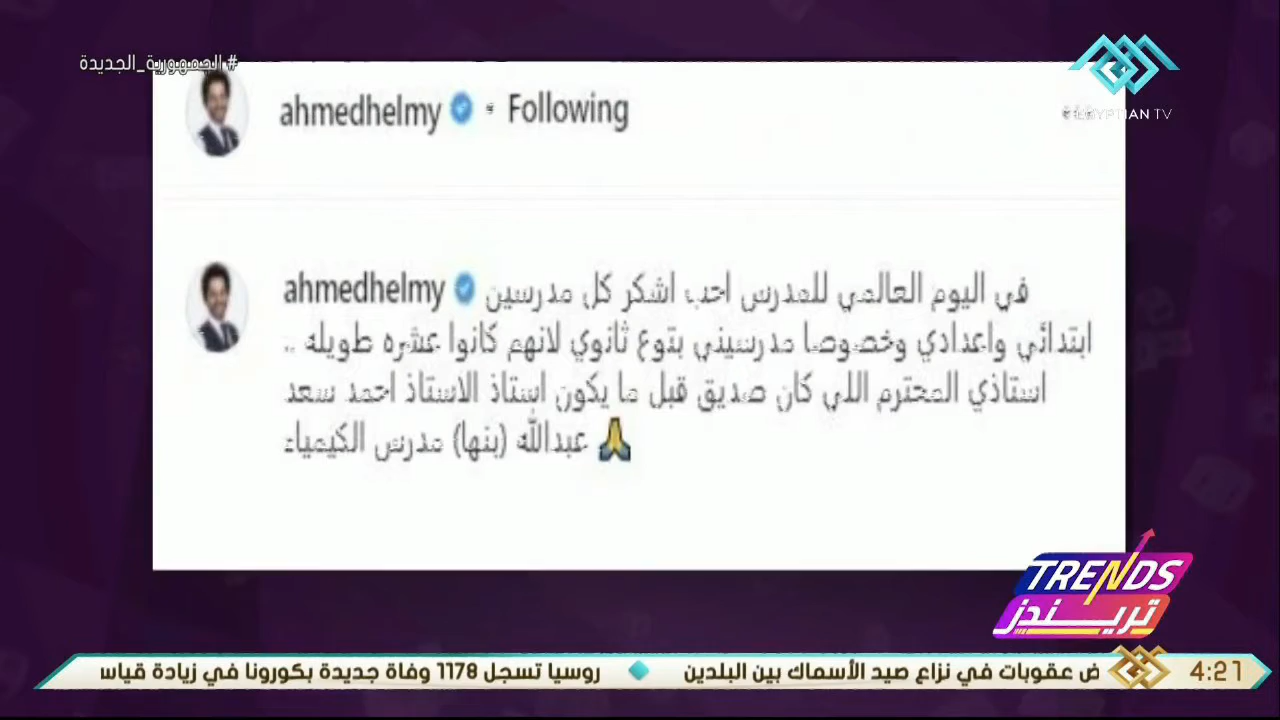 #الجمهورية_الجديدة
EGYPTIAN TV
ahmedhelmy • Following
ahmedhelmy في اليوم العالمي للمدرس احب اشكر كل مدرسين
ابتدائي واعدادي وخصوصا مدرسيني بتوع ثانوي لانهم كانوا عشره طويله ..
استاذي المحترم اللي كان صديق قبل ما يكون استاذ الاستاذ احمد سعد
عبدالله (بنها) مدرس الكيمياء 🙏
TRENDS
تريندز
ض عقوبات في نزاع صيد الأسماك بين البلدين روسيا تسجل 1178 وفاة جديدة بكورونا في زيادة قياس
4:21